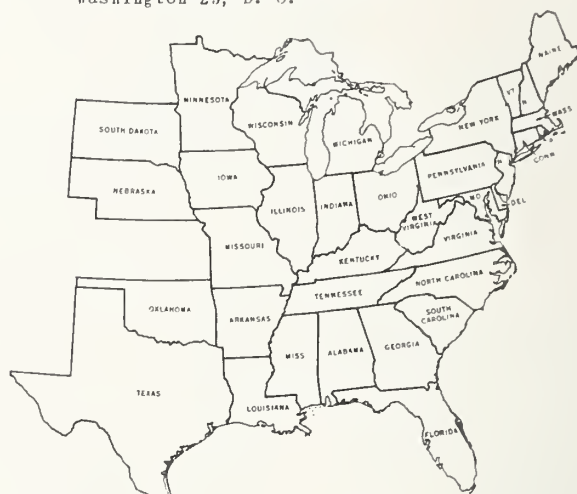 Washington 25, D. C.
MAINE
VT
N
MINNESOTA
MASS
WISCONSIN
NEW YORK
SOUTH DAKOTA
MICHIGAN
CONN
IOWA
PENNSYLVANIA
N
NEBRASKA
OHIO
MD
DEL
ILLINOIS
INDIANA
WEST
VIRGINIA
VIRGINIA
MISSOURI
KENTUCKY
NORTH CAROLINA
TENNESSEE
OKLAHOMA
ARKANSAS
SOUTH
CAROLINA
MISS
ALABAMA
GEORGIA
TEXAS
LOUISIANA
FLORIDA